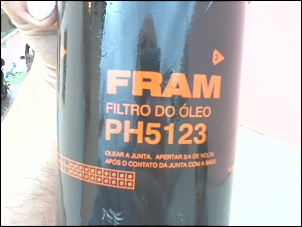 FRAM
FILTRO DO ÓLEO
PH5123
OLEAR A JUNTA. APERTAR 3/4 DE VOLTA
APÓS O CONTATO DA JUNTA COM A BASE